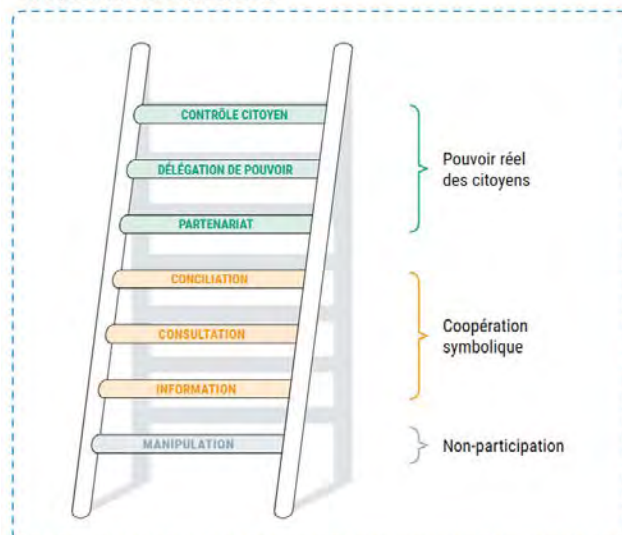 CONTRÔLE CITOYEN
DÉLÉGATION DE POUVOIR
PARTENARIAT
Pouvoir réel
des citoyens
CONCILIATION
CONSULTATION
INFORMATION
Coopération
symbolique
MANIPULATION
Non-participation